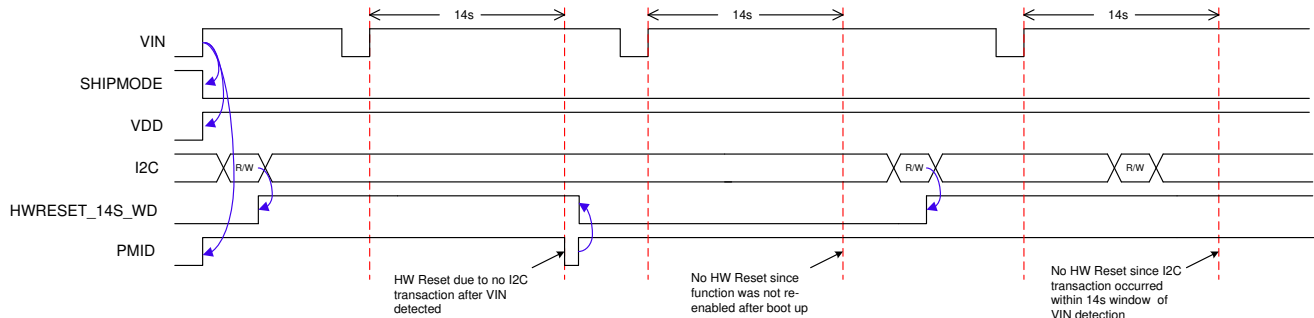 14s
14s
14s
VIN
SHIPMODE
VDD
I2C
R/W
R/W
R/W
HWRESET_14S_WD
PMID
HW Reset due to no I2C
transaction after VIN
detected
No HW Reset since
function was not re-
enabled after boot up
No HW Reset since I2C
transaction occurred
within 14s window of
VIN detection